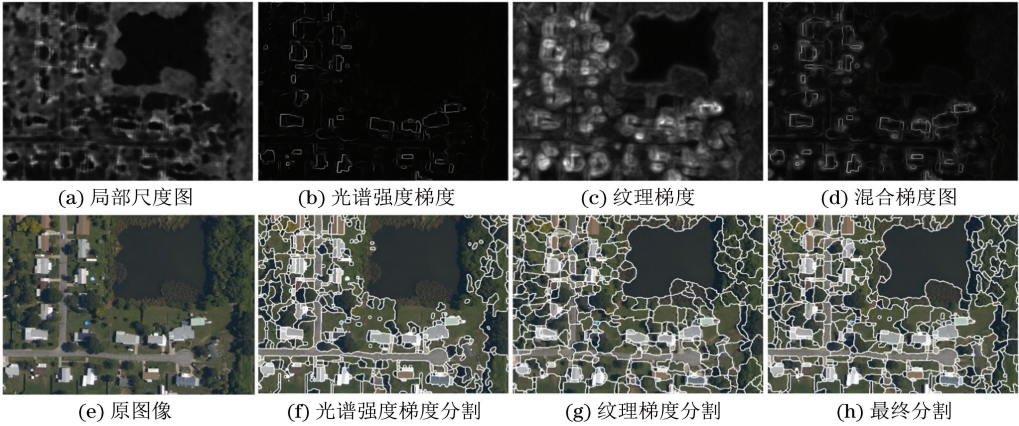 (a) 局部尺度图
(b) 光谱强度梯度
(c) 纹理梯度
(d) 混合梯度图
(e) 原图像
(f) 光谱强度梯度分割
(g) 纹理梯度分割
(h) 最终分割